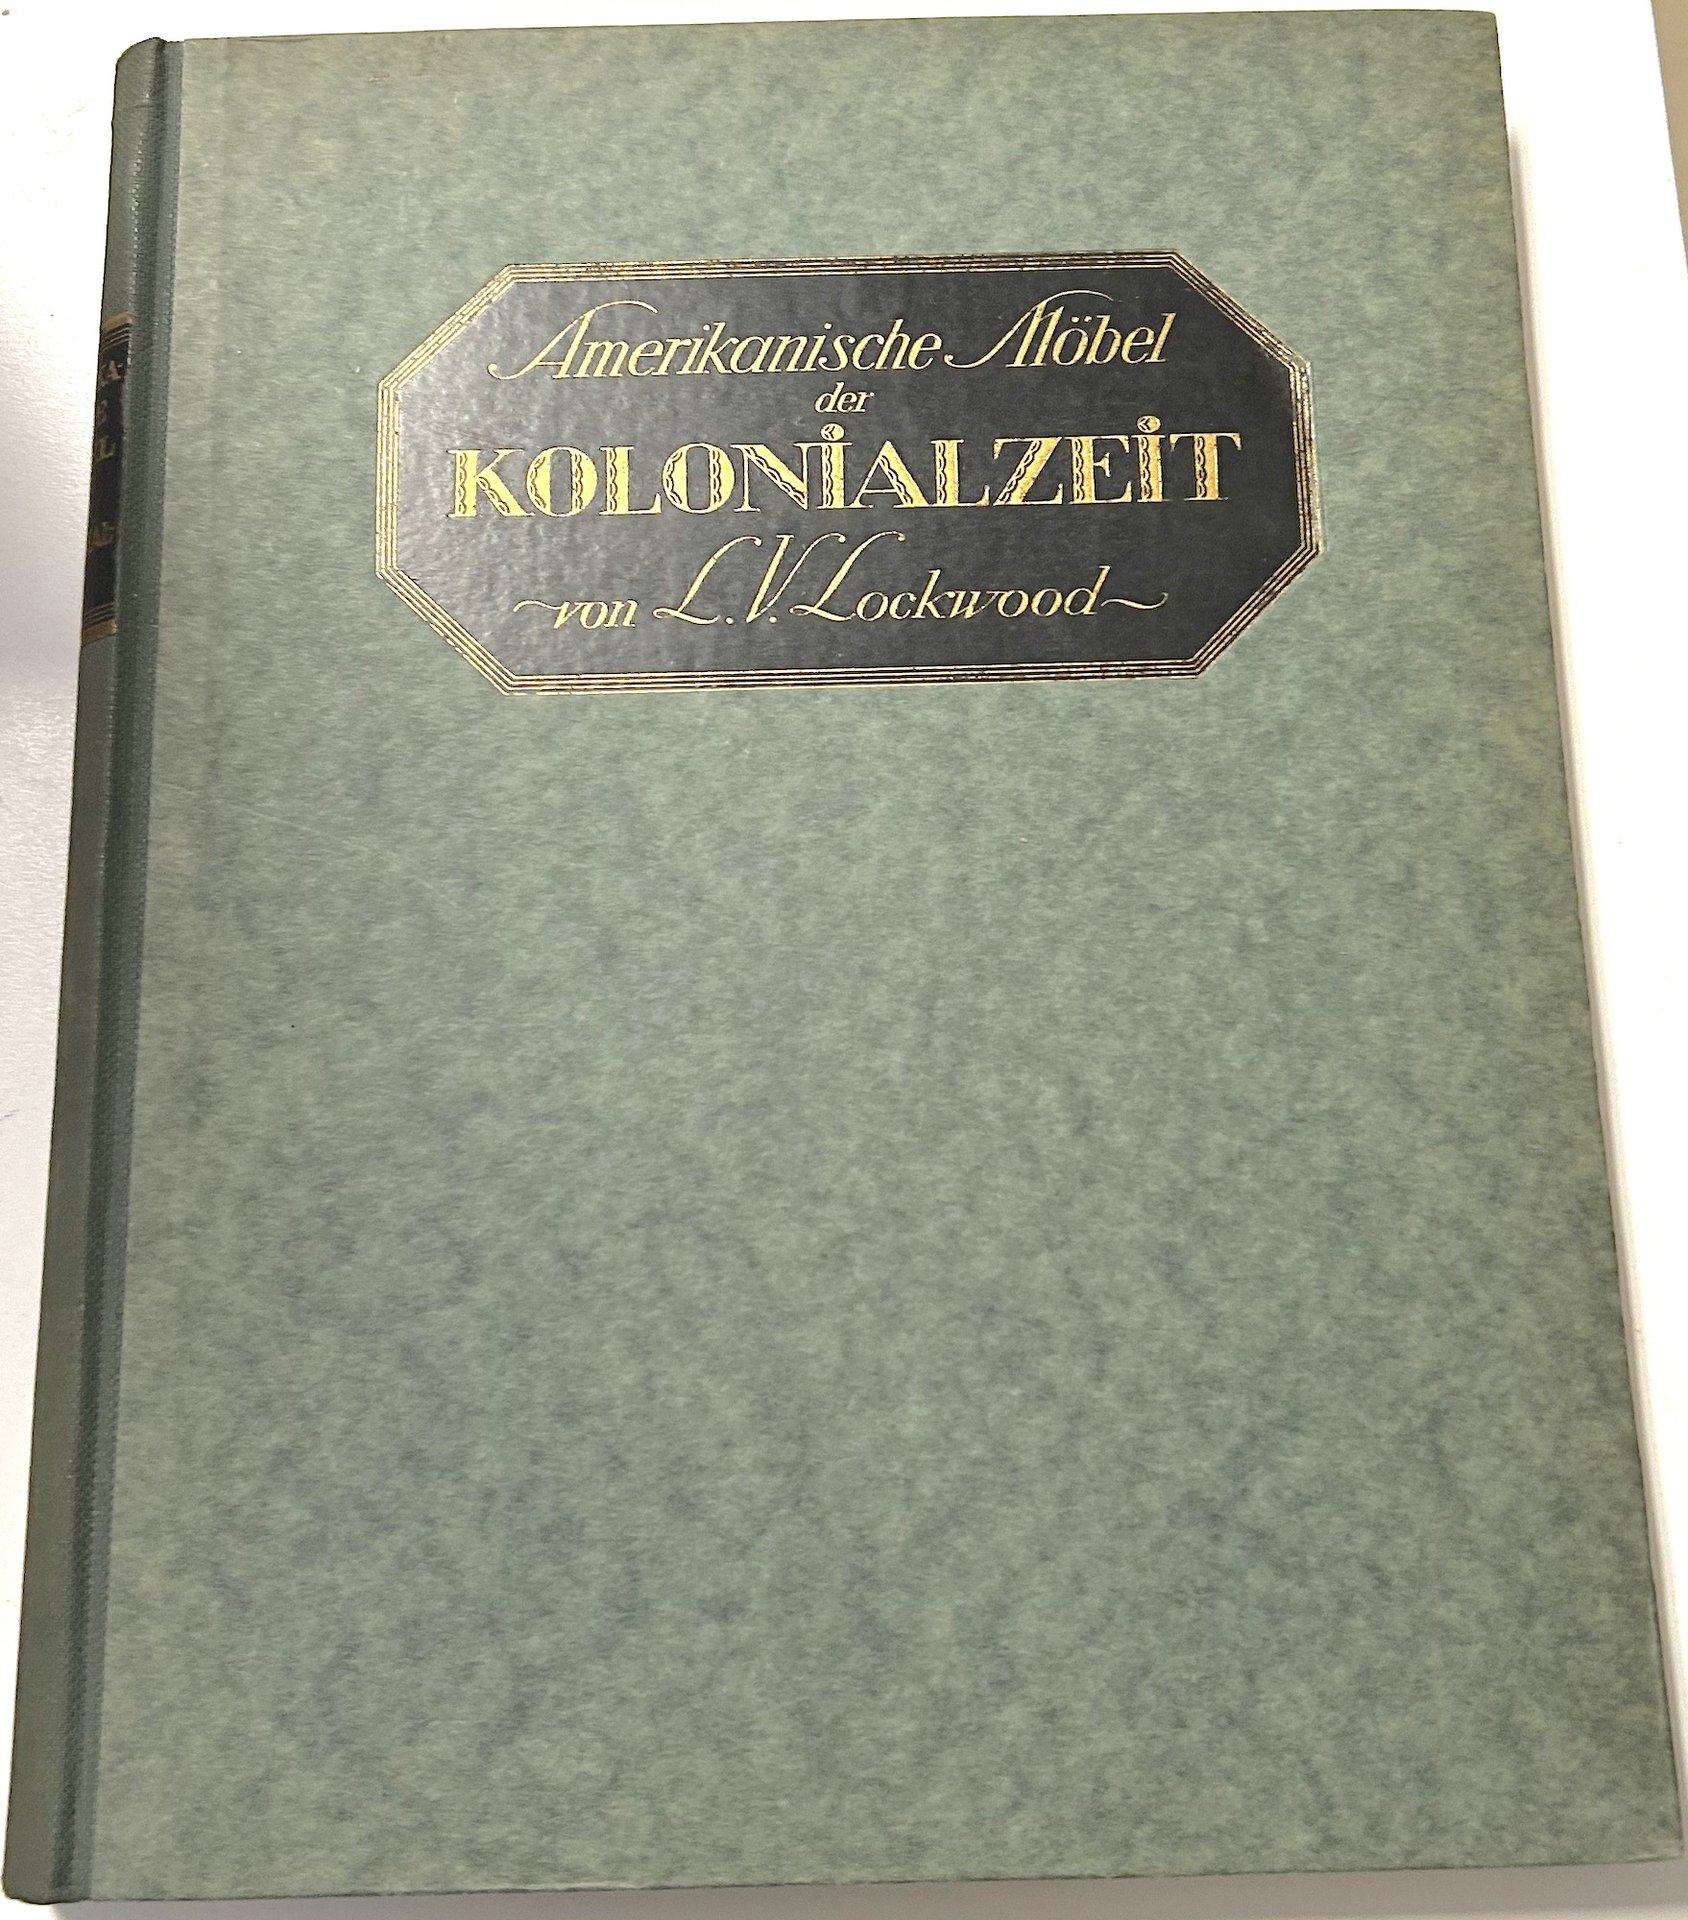 Amerikanische Möbel
der
KOLONiALZEiT
von L.V. Lockwood